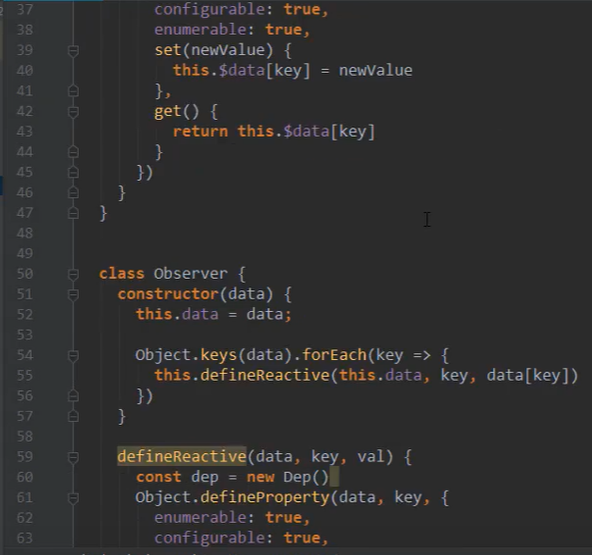 37 configurable: true,
38 enumerable: true,
39 set(newValue) {
40 this.$data[key] = newValue
41 },
42 get() {
43 return this.$data[key]
44 }
45 })
46 }
47 }
48
49
50 class Observer {
51 constructor(data) {
52 this.data = data;
53
54 Object.keys(data).forEach(key => {
55 this.defineReactive(this.data, key, data[key])
56 })
57 }
58
59 defineReactive(data, key, val) {
60 const dep = new Dep()
61 Object.defineProperty(data, key, {
62 enumerable: true,
63 configurable: true,